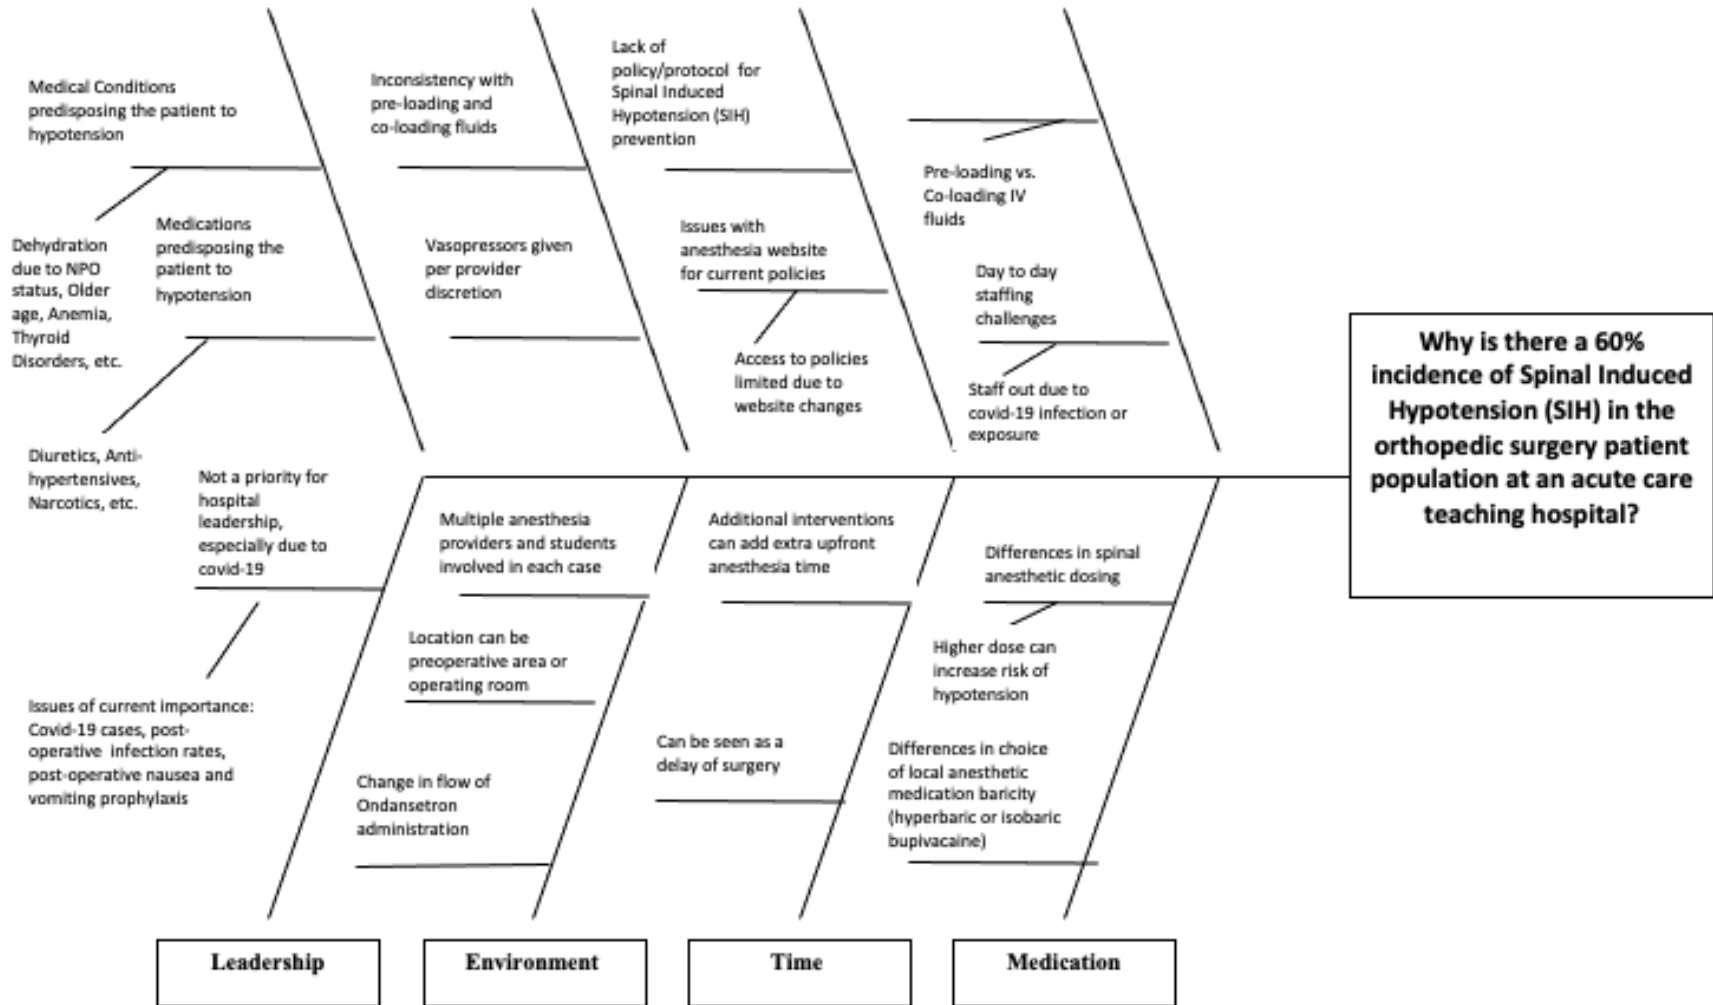 Medical Conditions
predisposing the patient to
hypotension
Dehydration
due to NPO
status, Older
age, Anemia,
Thyroid
Disorders, etc.
Medications
predisposing the
patient to
hypotension
Diuretics, Anti-
hypertensives,
Narcotics, etc.
Inconsistency with
pre-loading and
co-loading fluids
Vasopressors given
per provider
discretion
Lack of
policy/protocol for
Spinal Induced
Hypotension (SIH)
prevention
Issues with
anesthesia website
for current policies
Access to policies
limited due to
website changes
Pre-loading vs.
Co-loading IV
fluids
Day to day
staffing
challenges
Staff out due to
covid-19 infection or
exposure
Why is there a 60%
incidence of Spinal Induced
Hypotension (SIH) in the
orthopedic surgery patient
population at an acute care
teaching hospital?
Not a priority for
hospital
leadership,
especially due to
covid-19
Issues of current importance:
Covid-19 cases, post-
operative infection rates,
post-operative nausea and
vomiting prophylaxis
Multiple anesthesia
providers and students
involved in each case
Location can be
preoperative area or
operating room
Change in flow of
Ondansetron
administration
Additional interventions
can add extra upfront
anesthesia time
Can be seen as a
delay of surgery
Differences in spinal
anesthetic dosing
Higher dose can
increase risk of
hypotension
Differences in choice
of local anesthetic
medication baricity
(hyperbaric or isobaric
bupivacaine)
Leadership
Environment
Time
Medication